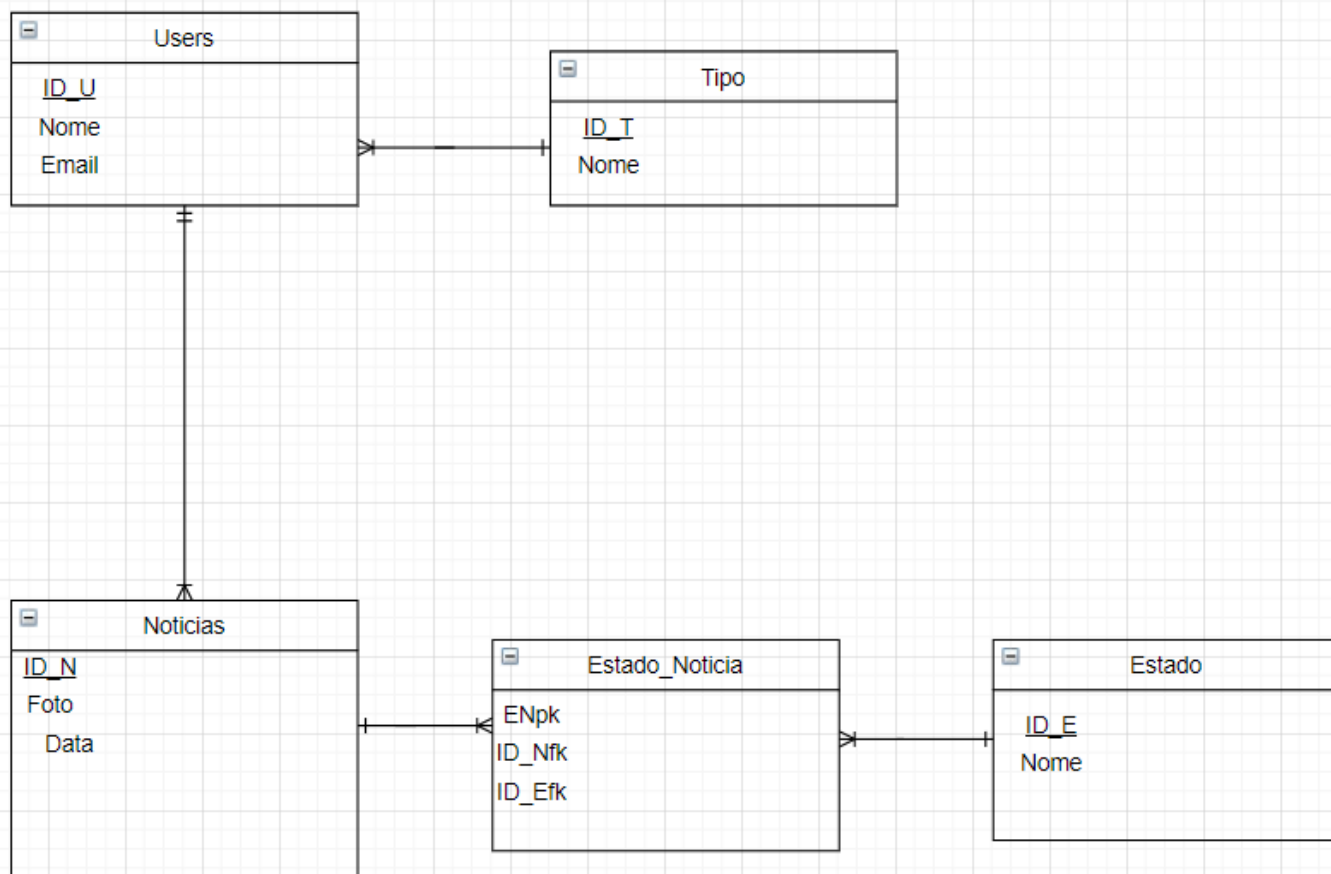 Users
ID_U
Nome
Email
Tipo
ID_T
Nome
Noticias
ID_N
Foto
Data
Estado_Noticia
ENpk
ID_Nfk
ID_Efk
Estado
ID_E
Nome